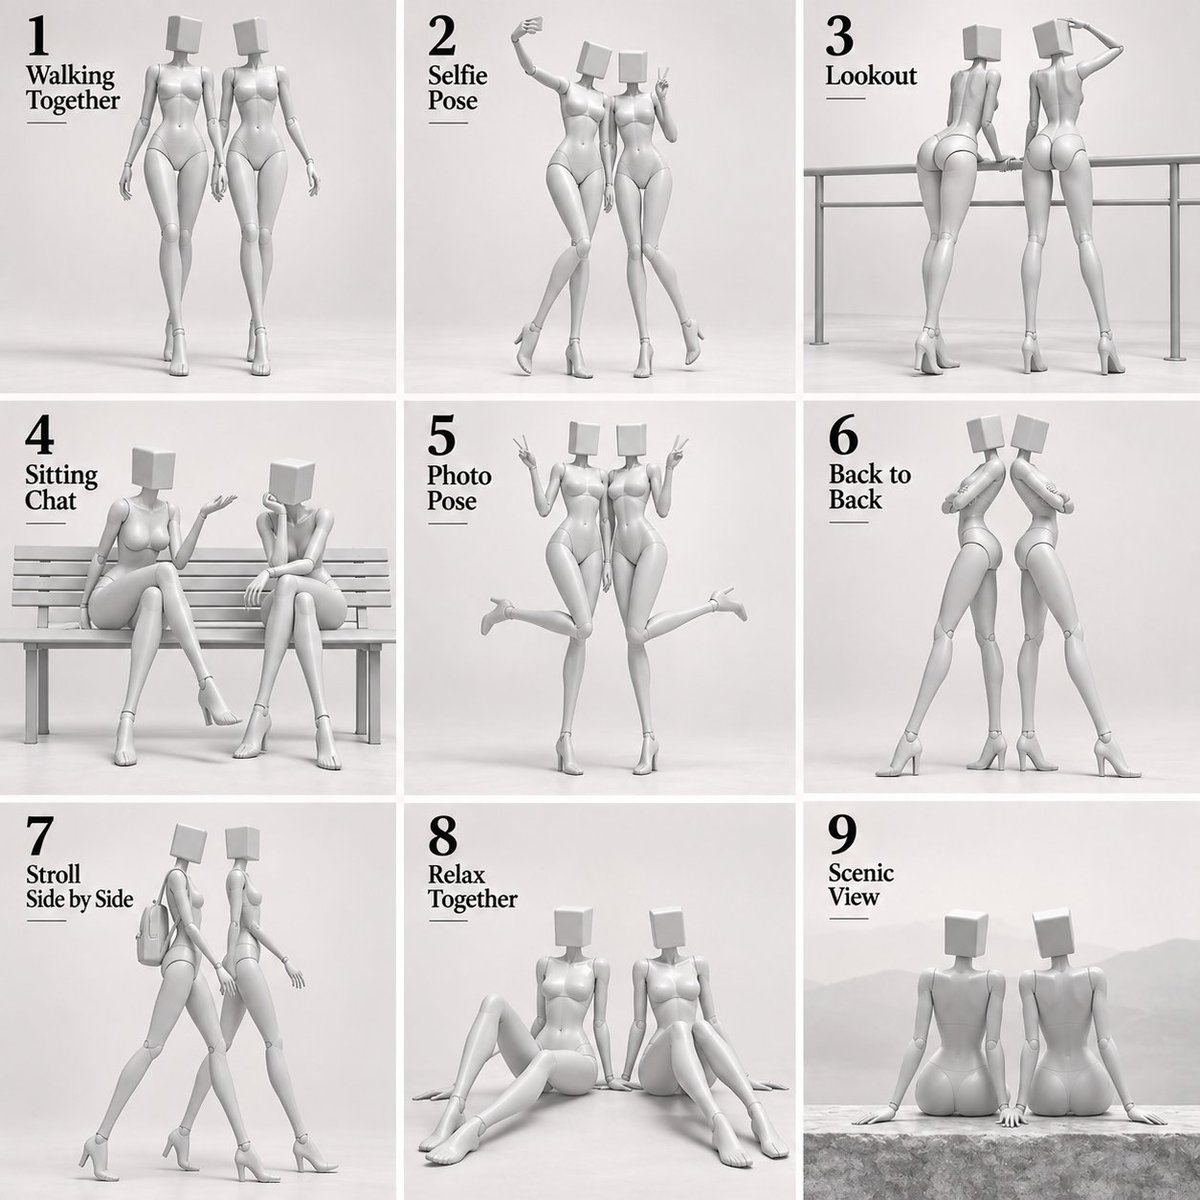 1
Walking
Together
2
Selfie
Pose
3
Lookout
4
Sitting
Chat
5
Photo
Pose
6
Back to
Back
7
Stroll
Side by Side
8
Relax
Together
9
Scenic
View